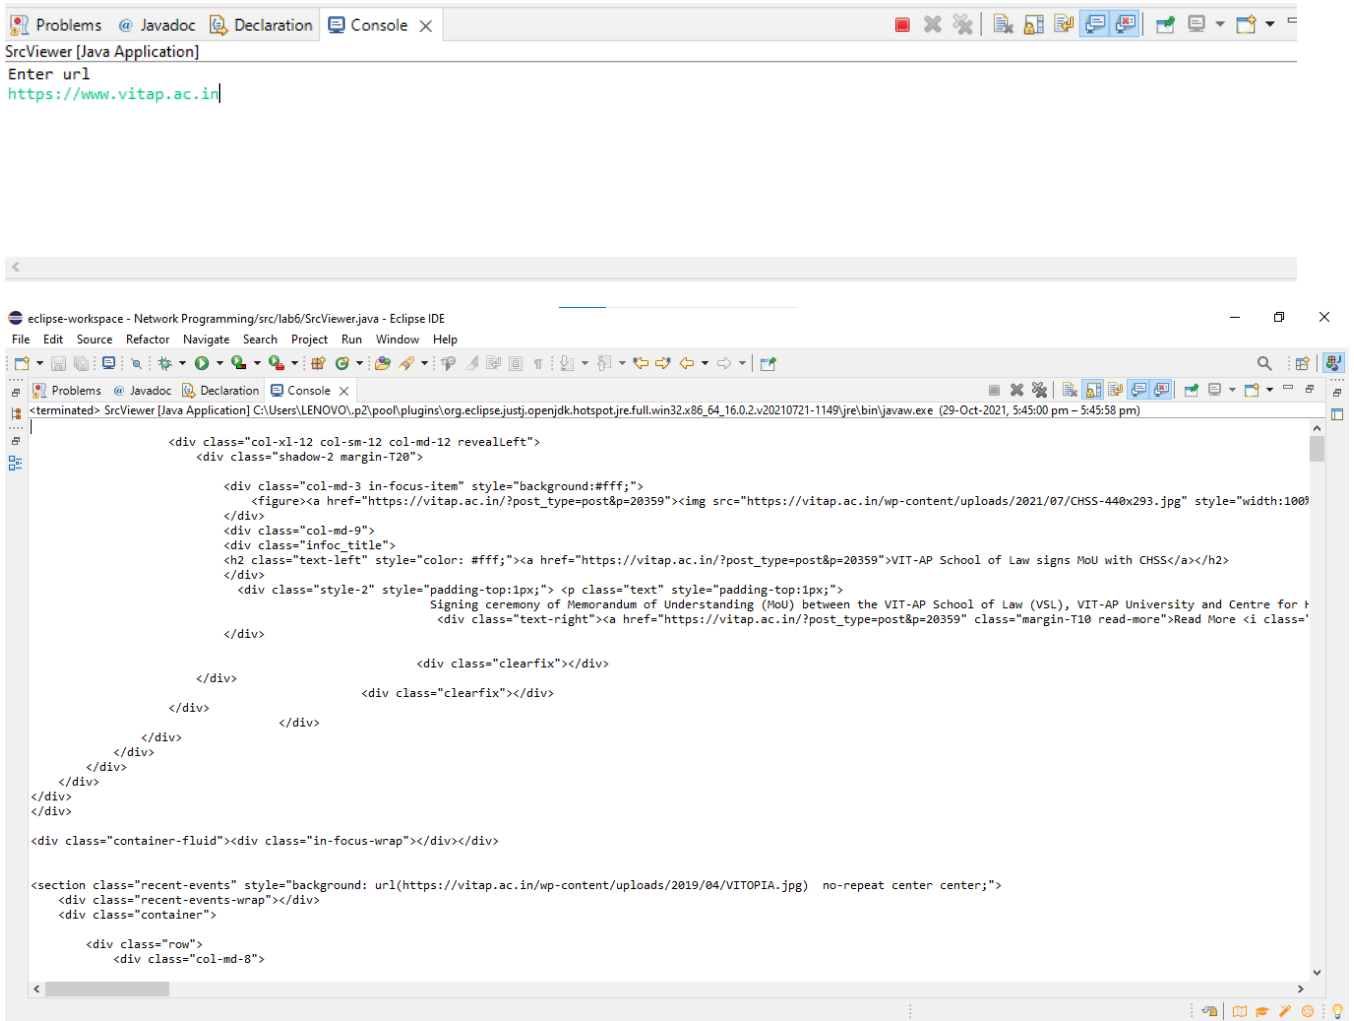 Problems @ Javadoc Declaration Console
SrcViewer [Java Application]
Enter url
https://www.vitap.ac.in
eclipse-workspace - Network Programming/src/lab6/SrcViewer.java - Eclipse IDE
File Edit Source Refactor Navigate Search Project Run Window Help
Problems @ Javadoc Declaration Console
<terminated> SrcViewer [Java Application] C:\Users\LENOVO\.p2\pool\plugins\org.eclipse.justj.openjdk.hotspot.jre.full.win32.x86_64_16.0.2.v20210721-1149\jre\bin\javaw.exe (29-Oct-2021, 5:45:00 pm – 5:45:58 pm)
<div class="col-xl-12 col-sm-12 col-md-12 revealLeft">
<div class="shadow-2 margin-T20">
<div class="col-md-3 in-focus-item" style="background:#fff;">
<figure><a href="https://vitap.ac.in/?post_type=post&p=20359"><img src="https://vitap.ac.in/wp-content/uploads/2021/07/CHSS-440x293.jpg" style="width:100%
</div>
<div class="col-md-9">
<div class="infoc_title">
<h2 class="text-left" style="color: #fff;"><a href="https://vitap.ac.in/?post_type=post&p=20359">VIT-AP School of Law signs MoU with CHSS</a></h2>
</div>
<div class="style-2" style="padding-top:1px;"> <p class="text" style="padding-top:1px;">
Signing ceremony of Memorandum of Understanding (MoU) between the VIT-AP School of Law (VSL), VIT-AP University and Centre for
<div class="text-right"><a href="https://vitap.ac.in/?post_type=post&p=20359" class="margin-T10 read-more">Read More <i class="
</div>
<div class="clearfix"></div>
</div>
<div class="clearfix"></div>
</div>
</div>
</div>
</div>
</div>
</div>
</div>
</div>
<div class="container-fluid"><div class="in-focus-wrap"></div></div>
<section class="recent-events" style="background: url(https://vitap.ac.in/wp-content/uploads/2019/04/VITOPIA.jpg)  no-repeat center center;">
<div class="recent-events-wrap"></div>
<div class="container">
<div class="row">
<div class="col-md-8">